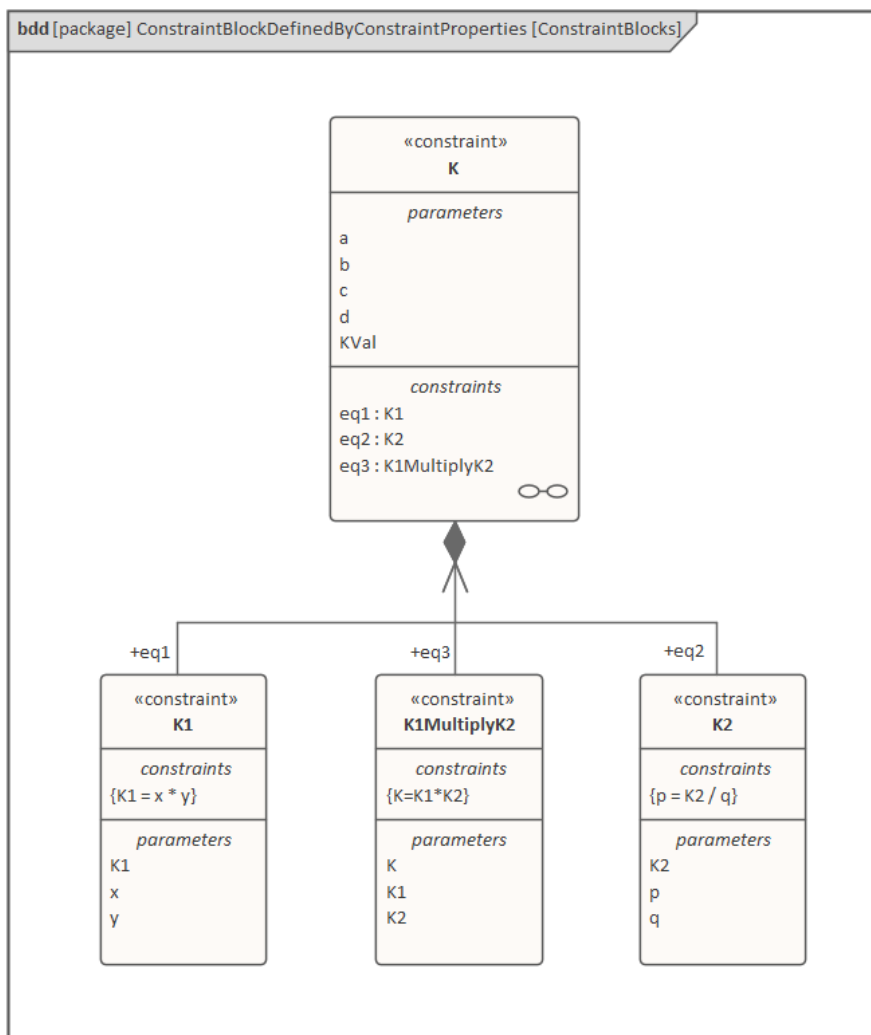 bdd [package] ConstraintBlockDefinedByConstraintProperties [ConstraintBlocks]
«constraint»
K
parameters
a
b
c
d
KVal
constraints
eq1 : K1
eq2 : K2
eq3 : K1MultiplyK2
+eq1
+eq3
+eq2
«constraint»
K1
constraints
{K1 = x * y}
parameters
K1
x
y
«constraint»
K1MultiplyK2
constraints
{K=K1*K2}
parameters
K
K1
K2
«constraint»
K2
constraints
{p = K2 / q}
parameters
K2
p
q